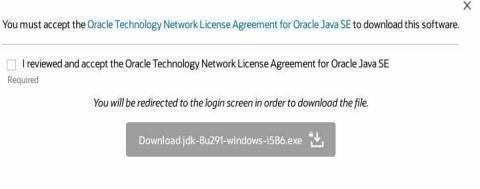 You must accept the Oracle Technology Network License Agreement for Oracle Java SE to download this software.
I reviewed and accept the Oracle Technology Network License Agreement for Oracle Java SE
Required
You will be redirected to the login screen in order to download the file.
Download jdk-8u291-windows-i586.exe